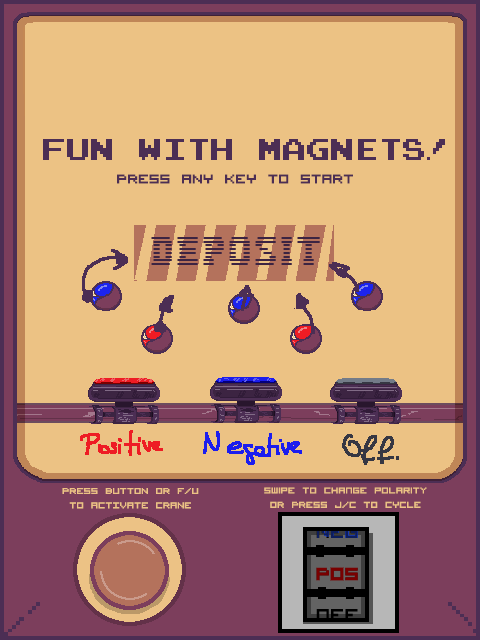 FUN WITH MAGNETS!
PRESS ANY KEY TO START
DEPOSIT
Positive Negative Off.
PRESS BUTTON OR F/U
TO ACTIVATE CRANE
SWIPE TO CHANGE POLARITY
OR PRESS J/C TO CYCLE
NEG
POS
OFF